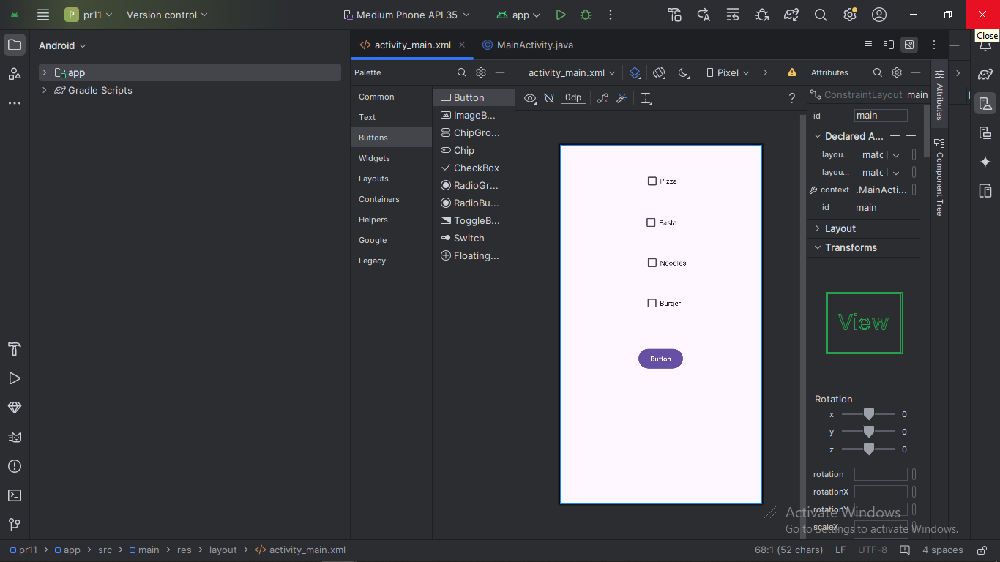 P pr11 Version control Medium Phone API 35 app
Close
Android
activity_main.xml MainActivity.java
app
Gradle Scripts
Palette
Common
Text
Buttons
Widgets
Layouts
Containers
Helpers
Google
Legacy
Button
ImageB...
ChipGro...
Chip
CheckBox
RadioGr...
RadioBu...
ToggleB...
Switch
Floating...
activity_main.xml Pixel
0dp ?
Pizza
Pasta
Noodles
Burger
Button
Attributes
ConstraintLayout main
id main
Declared A...
layou... matc
layou... matc
context .MainActi...
id main
Layout
Transforms
View
Rotation
x 0
y 0
z 0
rotation
rotationX
rotationY
scaleX
Attributes
Component Tree
Activate Windows
Go to Settings to activate Windows.
pr11 > app > src > main > res > layout > activity_main.xml 68:1 (52 chars) LF UTF-8 4 spaces